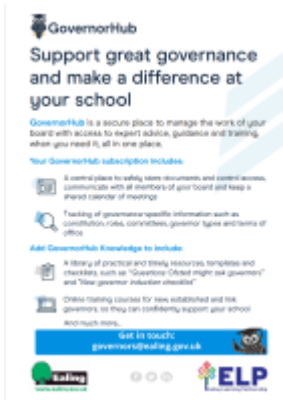 GovernorHub
Support great governance
and make a difference at
your school
GovernorHub is a secure place to manage the work of your
board with access to expert advice, guidance and training,
when you need it, all in one place.
Your GovernorHub subscription includes:
A central place to safely store documents and control access,
communicate with all members of your board and keep a
shared calendar of meetings
Tracking of governance-specific information such as
constitution, roles, committees, governor types and terms of
office
Add GovernorHub Knowledge to include:
A library of practical and timely resources, templates and
checklists, such as "Questions Ofsted might ask governors"
and "New governor induction checklist"
Online training courses for new, established and link
governors, so they can confidently support your school
And much more...
Get in touch:
governors@ealing.gov.uk
Ealing
www.ealing.gov.uk
ELP
Ealing Learning Partnership